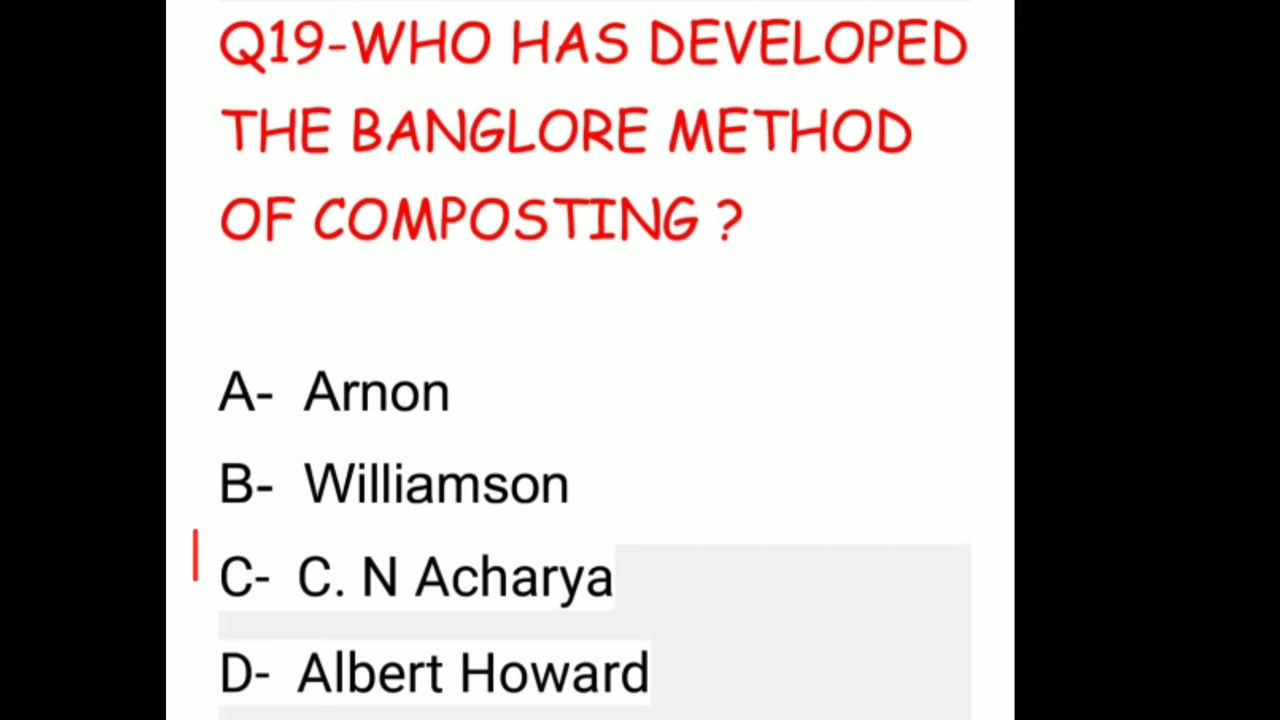 Q19-WHO HAS DEVELOPED
THE BANGLORE METHOD
OF COMPOSTING ?
A- Arnon
B- Williamson
C- C. N Acharya
D- Albert Howard